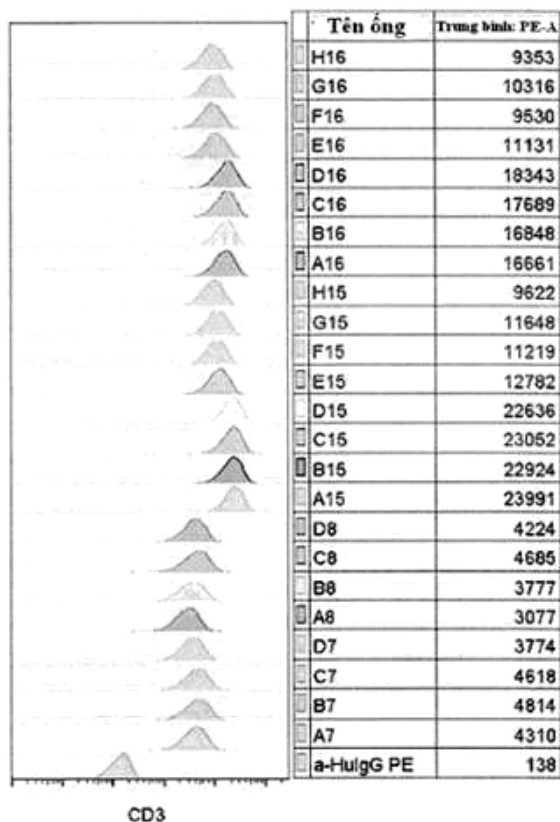 Tên ống Trung bình: PE-A
H16 9353
G16 10316
F16 9530
E16 11131
D16 18343
C16 17689
B16 16848
A16 16661
H15 9622
G15 11648
F15 11219
E15 12782
D15 22636
C15 23052
B15 22924
A15 23991
D8 4224
C8 4685
B8 3777
A8 3077
D7 3774
C7 4618
B7 4814
A7 4310
a-HuIgG PE 138
CD3